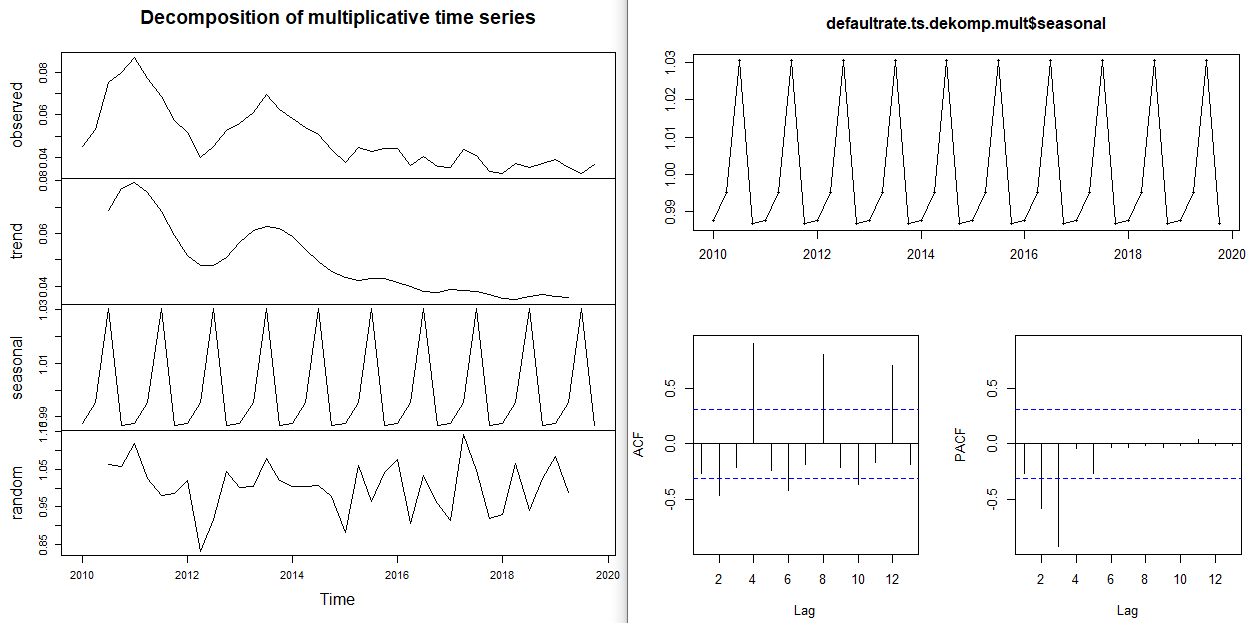 Decomposition of multiplicative time series
observed
0.08
0.06
0.04
trend
0.08
0.06
0.04
seasonal
1.03
1.01
0.99
random
1.05
0.95
0.85
2010 2012 2014 2016 2018 2020
Time
defaultrate.ts.dekomp.mult$seasonal
1.03
1.02
1.01
1.00
0.99
2010 2012 2014 2016 2018 2020
ACF
0.5
0.0
-0.5
2 4 6 8 10 12
Lag
PACF
0.5
0.0
-0.5
2 4 6 8 10 12
Lag